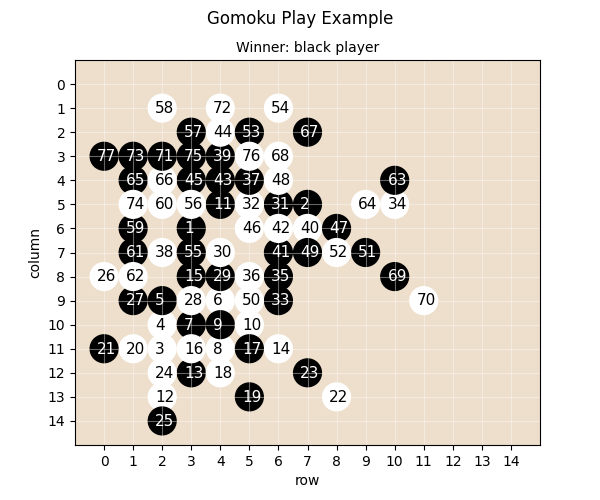 Gomoku Play Example
Winner: black player
0
1 58 72 54
2 57 44 53 67
3 77 73 71 75 39 76 68
4 65 66 45 43 37 48 63
5 74 60 56 11 32 31 2 64 34
6 59 1 46 42 40 47
7 61 38 55 30 41 49 52 51
8 26 62 15 29 36 35 69
9 27 5 28 6 50 33 70
10 4 7 9 10
11 21 20 3 16 8 17 14
12 24 13 18 23
13 12 19 22
14 25
0 1 2 3 4 5 6 7 8 9 10 11 12 13 14
column
row